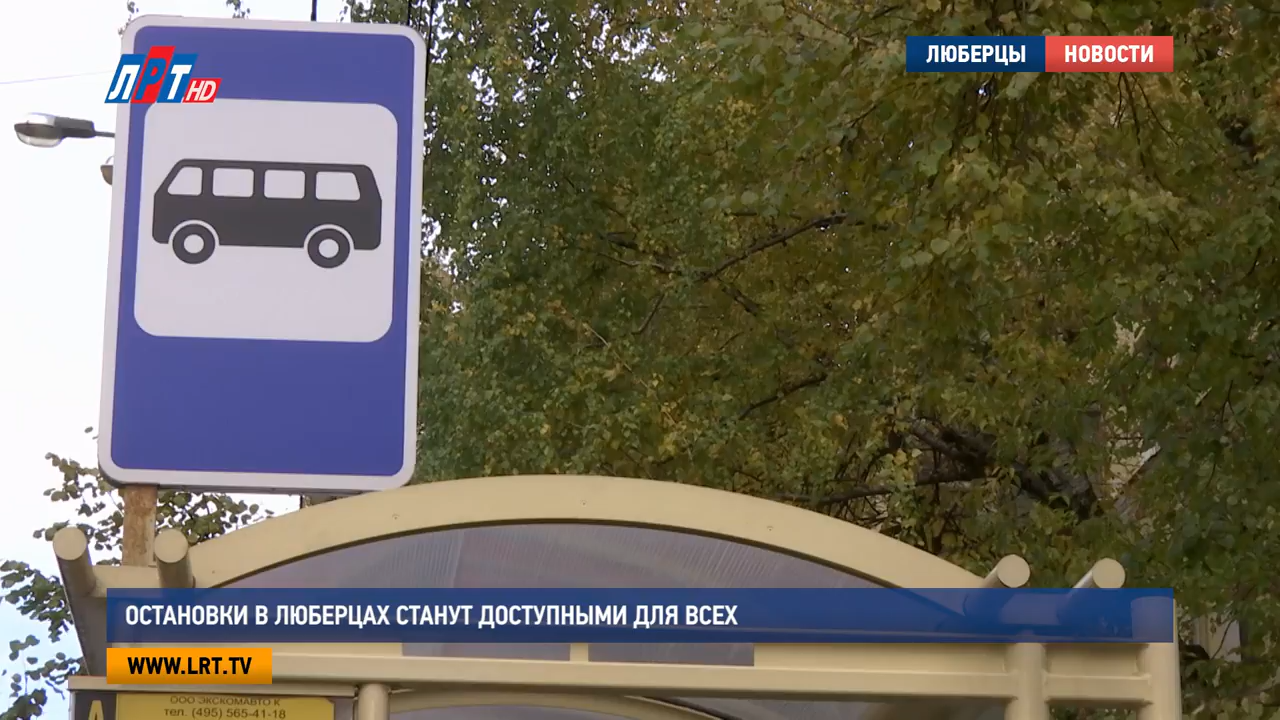 ЛРТ HD
ЛЮБЕРЦЫ НОВОСТИ
ОСТАНОВКИ В ЛЮБЕРЦАХ СТАНУТ ДОСТУПНЫМИ ДЛЯ ВСЕХ
WWW.LRT.TV
А
ООО ЭКСКОМАВТО К
тел. (495) 565-41-18